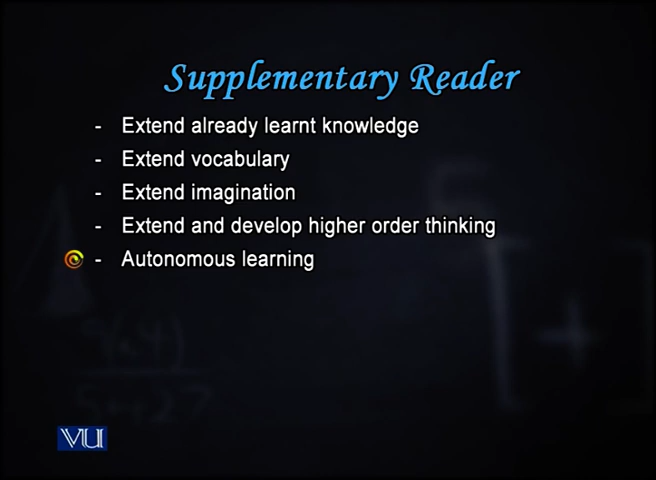 Supplementary Reader
- Extend already learnt knowledge
- Extend vocabulary
- Extend imagination
- Extend and develop higher order thinking
- Autonomous learning
VU